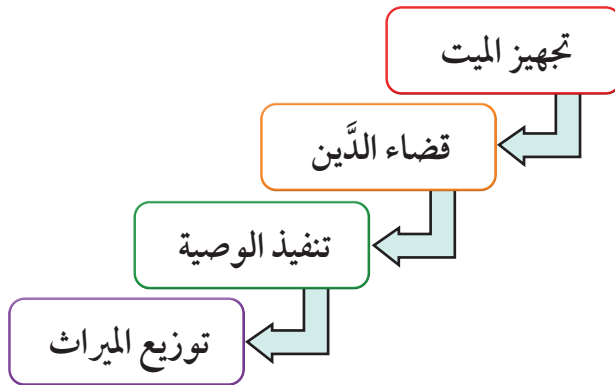 تجهيز الميت
قضاء الدَّين
تنفيذ الوصية
توزيع الميراث